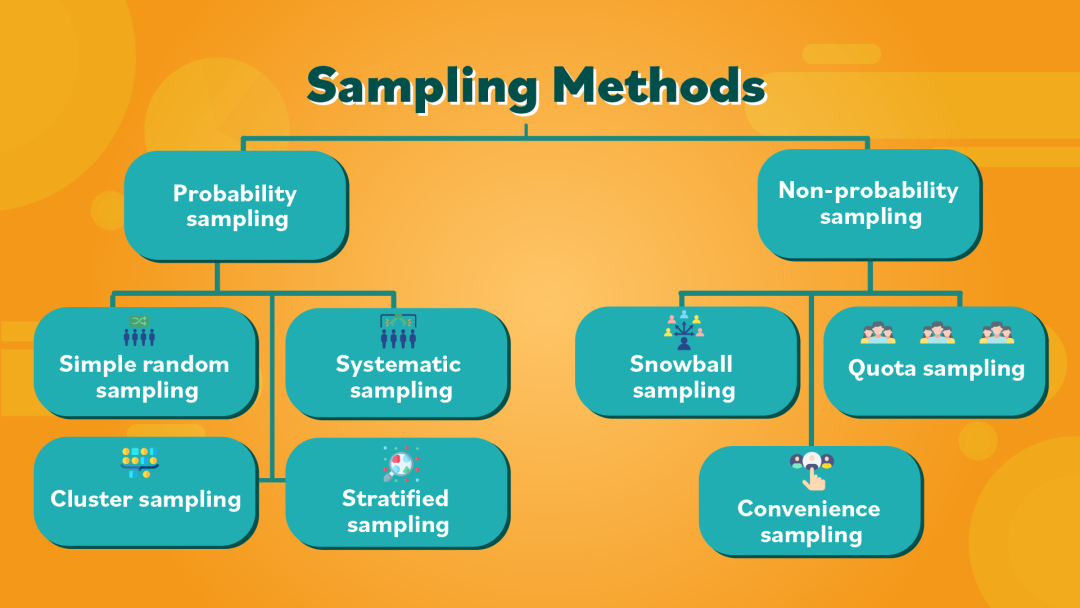 Sampling Methods
Probability
sampling
Non-probability
sampling
Simple random
sampling
Systematic
sampling
Snowball
sampling
Quota sampling
Cluster sampling
Stratified
sampling
Convenience
sampling